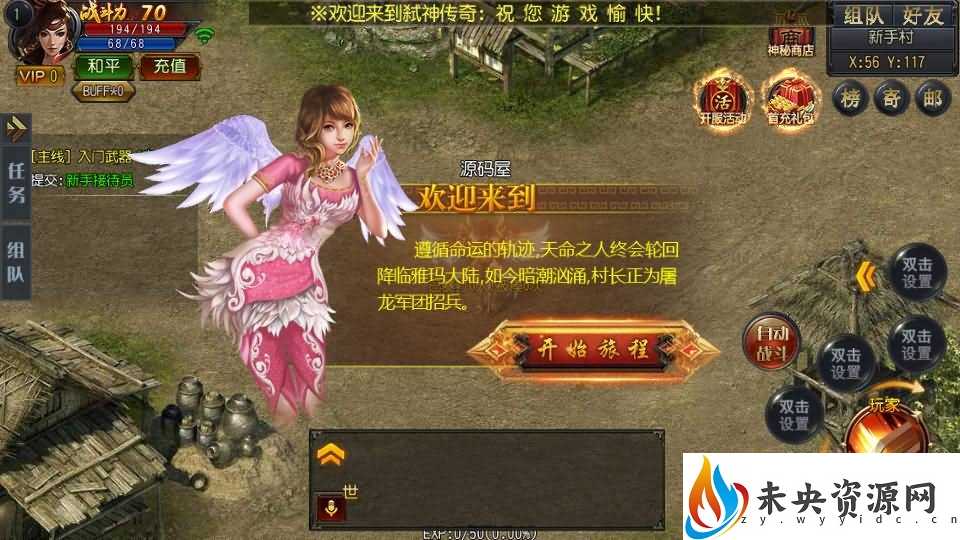 1
战斗力 70
194/194
68/68
VIP 0
和平
充值
BUFF*0
※欢迎来到弑神传奇：祝 您 游 戏 愉 快！
神秘商店
组队 好友
新手村
X:56 Y:117
开服活动
首充礼包
榜
寄
邮
任务
组队
[主线] 入门武器
提交:新手接待员
源码屋
欢迎来到
遵循命运的轨迹,天命之人终会轮回
降临雅玛大陆,如今暗潮汹涌,村长正为屠
龙军团招兵。
开始旅程
双击
设置
自动
战斗
双击
设置
双击
设置
双击
设置
玩家
世
EXP:0/50(0.00%)
未央资源网
zy.wyyidc.cn